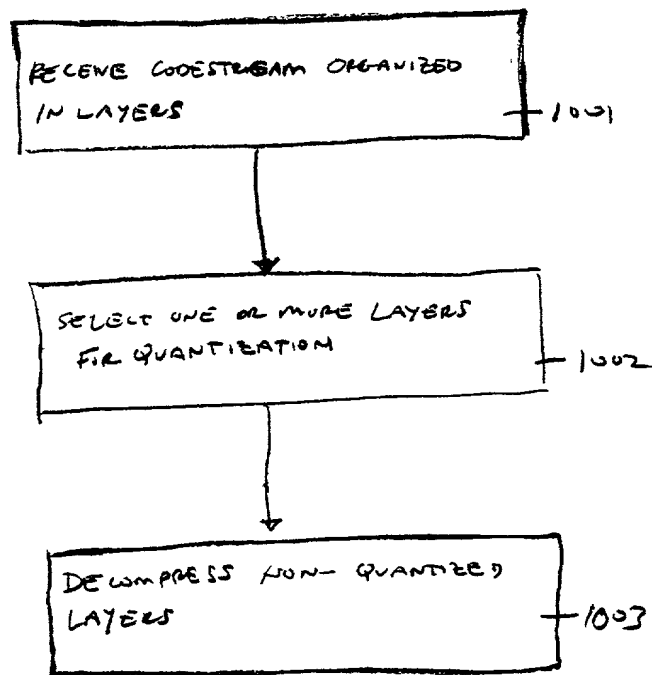 RECEIVE CODESTREAM ORGANIZED
IN LAYERS
1001
SELECT ONE OR MORE LAYERS
FOR QUANTIZATION
1002
DECOMPRESS NON-QUANTIZED
LAYERS
1003